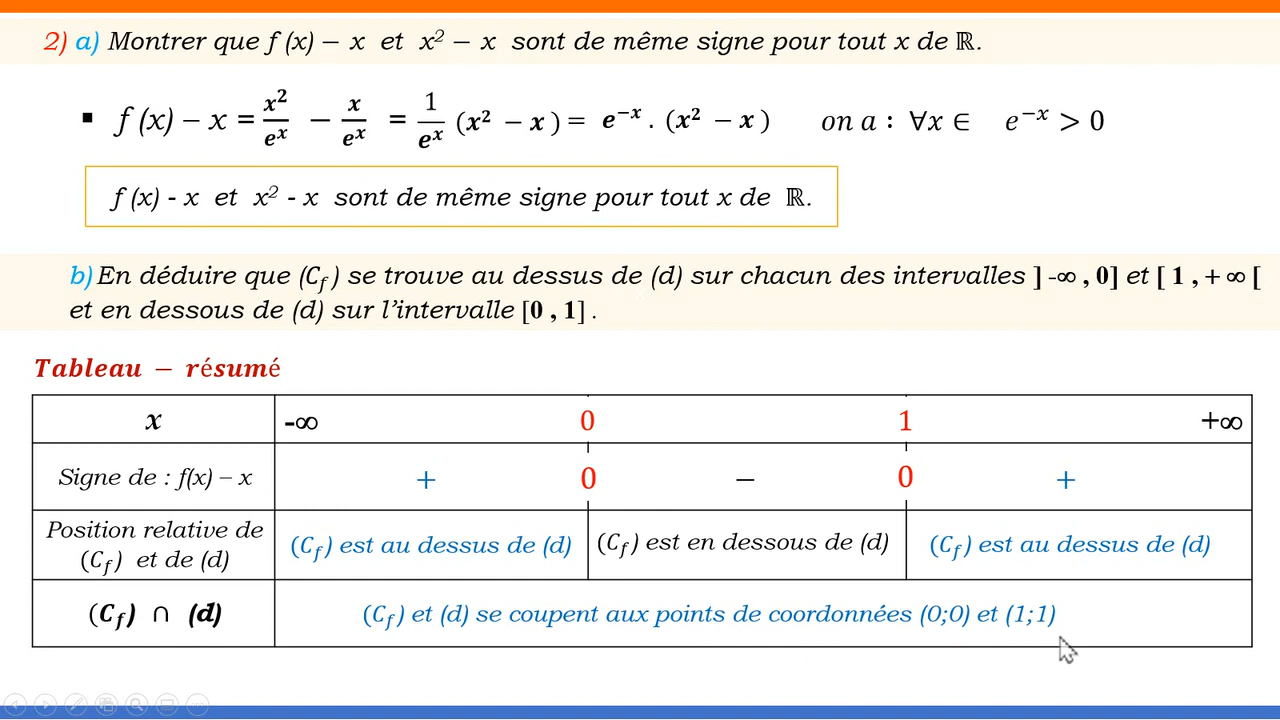 2) a) Montrer que f (x) − x et x² − x sont de même signe pour tout x de ℝ.
▪ f (x) − x = x²/eˣ − x/eˣ = 1/eˣ (x² − x ) = e⁻ˣ . (x² − x ) on a : ∀x ∈ e⁻ˣ > 0
f (x) - x et x² - x sont de même signe pour tout x de ℝ.
b) En déduire que (C_f ) se trouve au dessus de (d) sur chacun des intervalles ] -∞ , 0] et [ 1 , + ∞ [
et en dessous de (d) sur l’intervalle [0 , 1] .
Tableau − résumé
x -∞ 0 1 +∞
Signe de : f(x) – x + 0 − 0 +
Position relative de
(C_f ) et de (d)
(C_f ) est au dessus de (d) (C_f ) est en dessous de (d) (C_f ) est au dessus de (d)
(C_f ) ∩ (d) (C_f ) et (d) se coupent aux points de coordonnées (0;0) et (1;1)